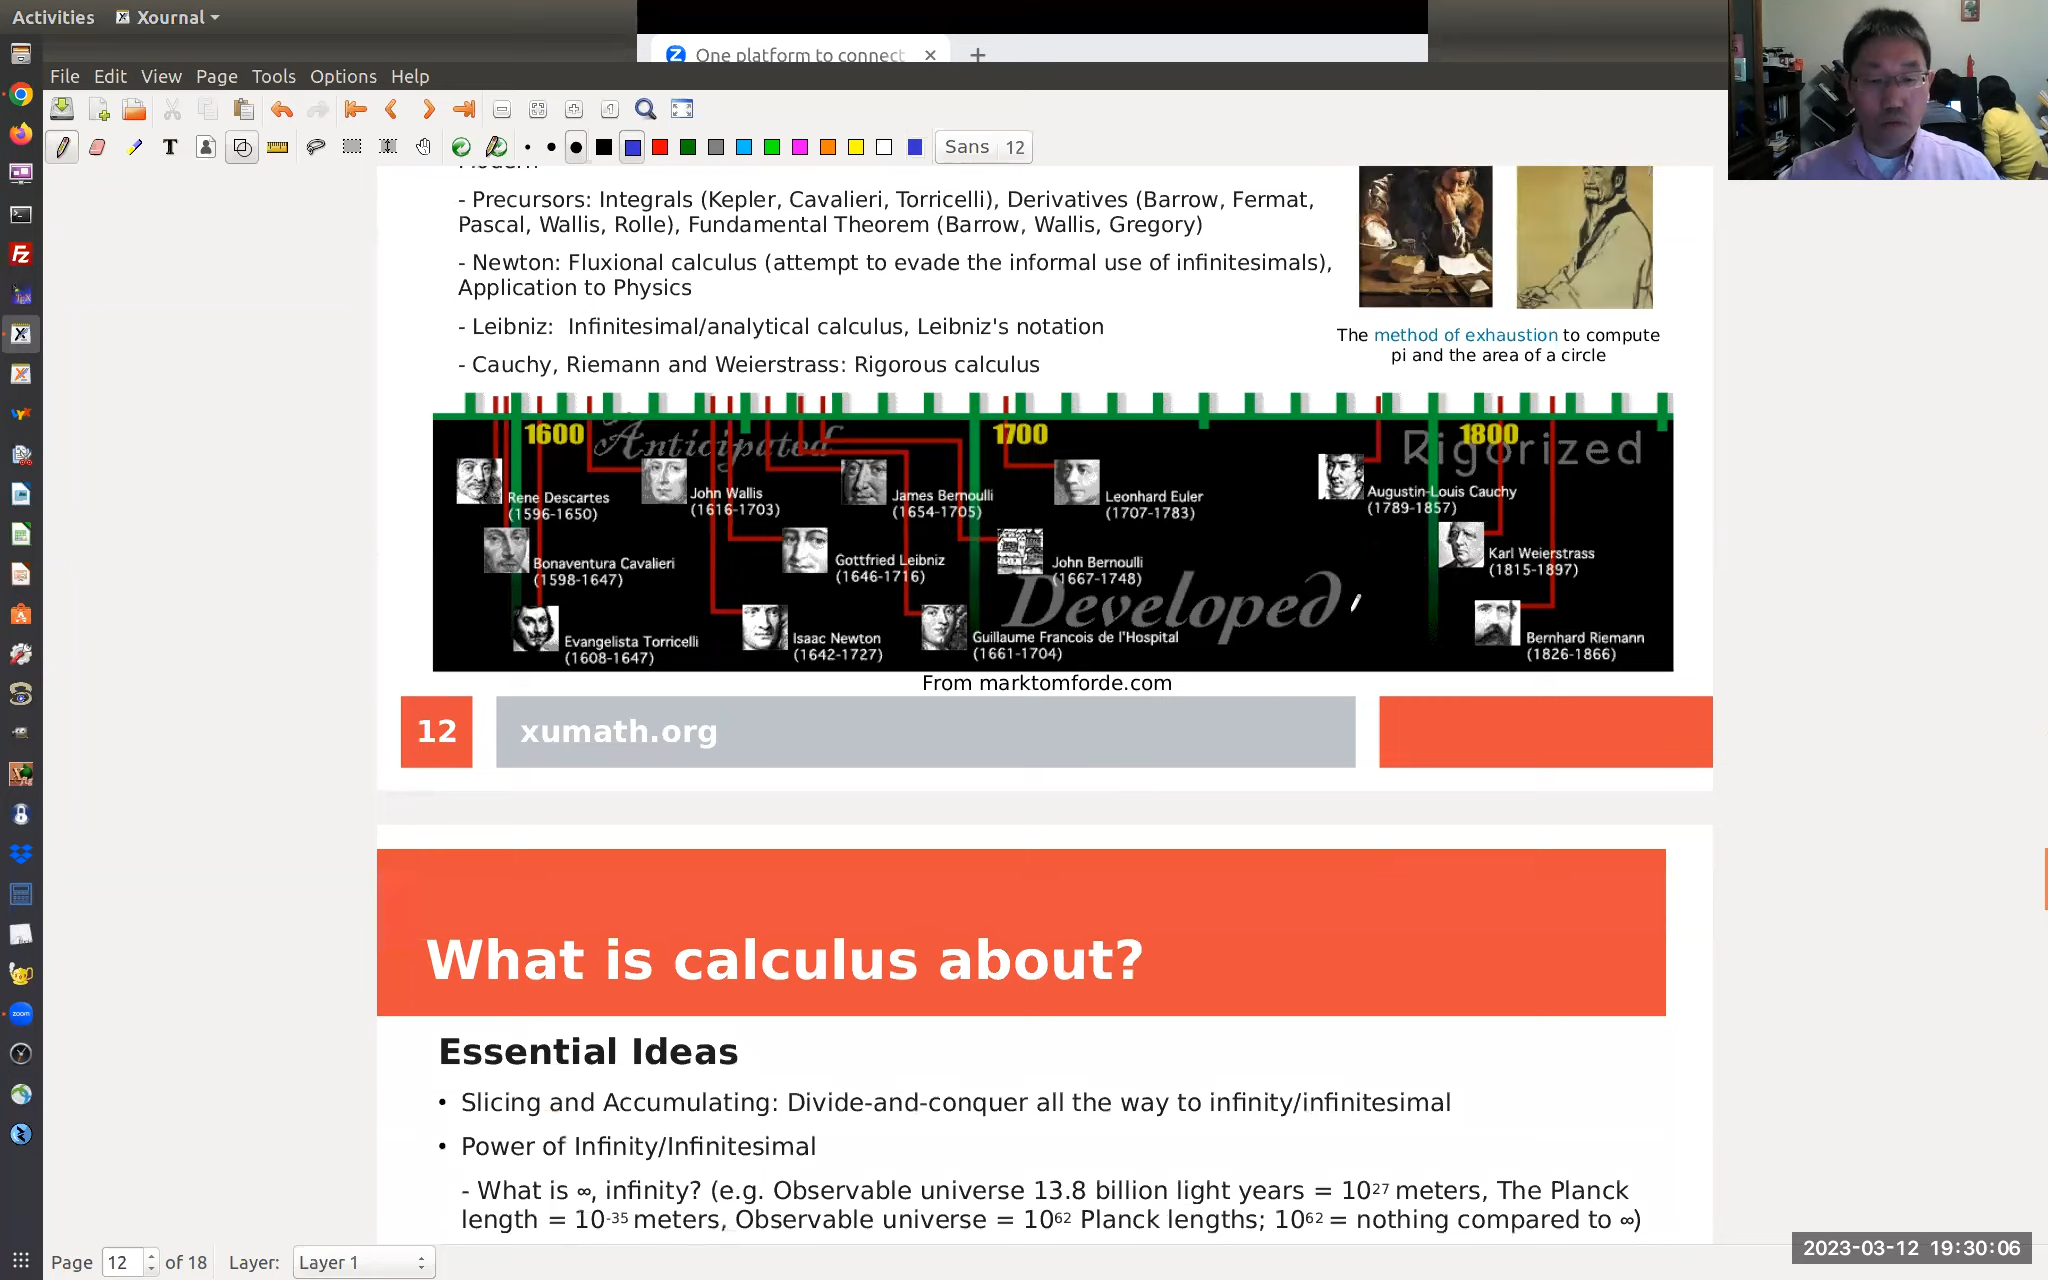 Activities Xournal
One platform to connect
File Edit View Page Tools Options Help
Sans 12
- Precursors: Integrals (Kepler, Cavalieri, Torricelli), Derivatives (Barrow, Fermat,
Pascal, Wallis, Rolle), Fundamental Theorem (Barrow, Wallis, Gregory)
- Newton: Fluxional calculus (attempt to evade the informal use of infinitesimals),
Application to Physics
- Leibniz: Infinitesimal/analytical calculus, Leibniz's notation
- Cauchy, Riemann and Weierstrass: Rigorous calculus
The method of exhaustion to compute
pi and the area of a circle
1600 Anticipated 1700 1800 Rigorized
Rene Descartes
(1596-1650)
John Wallis
(1616-1703)
James Bernoulli
(1654-1705)
Leonhard Euler
(1707-1783)
Augustin-Louis Cauchy
(1789-1857)
Bonaventura Cavalieri
(1598-1647)
Gottfried Leibniz
(1646-1716)
John Bernoulli
(1667-1748)
Karl Weierstrass
(1815-1897)
Developed
Evangelista Torricelli
(1608-1647)
Isaac Newton
(1642-1727)
Guillaume Francois de l'Hospital
(1661-1704)
Bernhard Riemann
(1826-1866)
From marktomforde.com
12 xumath.org
What is calculus about?
Essential Ideas
• Slicing and Accumulating: Divide-and-conquer all the way to infinity/infinitesimal
• Power of Infinity/Infinitesimal
- What is ∞, infinity? (e.g. Observable universe 13.8 billion light years = 10²⁷ meters, The Planck
length = 10⁻³⁵ meters, Observable universe = 10⁶² Planck lengths; 10⁶² = nothing compared to ∞)
Page 12 of 18 Layer: Layer 1
2023-03-12 19:30:06